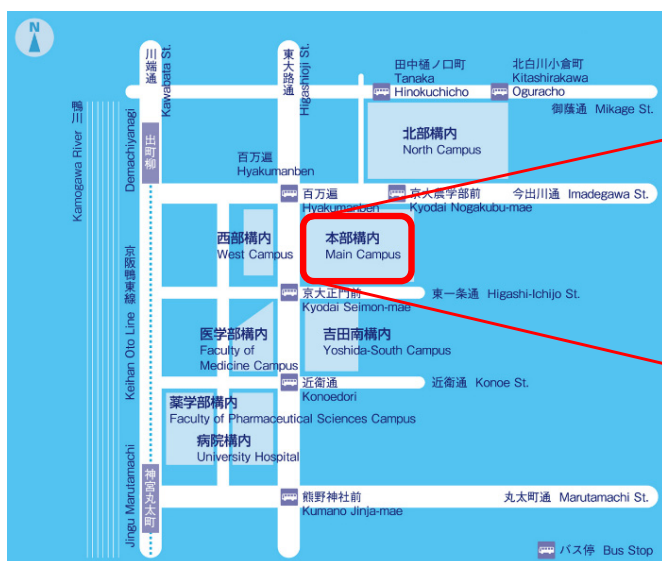 N
川端通
Kawabata St.
東大路通
Higashioji St.
田中樋ノ口町
Tanaka
Hinokuchicho
北白川小倉町
Kitashirakawa
Oguracho
御蔭通 Mikage St.
鴨川
Kamogawa River
出町柳
Demachiyanagi
北部構内
North Campus
百万遍
Hyakumanben
百万遍
Hyakumanben
京大農学部前
Kyodai Nogakubu-mae
今出川通 Imadegawa St.
西部構内
West Campus
本部構内
Main Campus
京阪鴨東線
Keihan Oto Line
京大正門前
Kyodai Seimon-mae
東一条通 Higashi-Ichijo St.
医学部構内
Faculty of
Medicine Campus
吉田南構内
Yoshida-South Campus
近衛通
Konoedori
近衛通 Konoe St.
薬学部構内
Faculty of Pharmaceutical Sciences Campus
病院構内
University Hospital
神宮丸太町
Jingu Marutamachi
熊野神社前
Kumano Jinja-mae
丸太町通 Marutamachi St.
バス停 Bus Stop